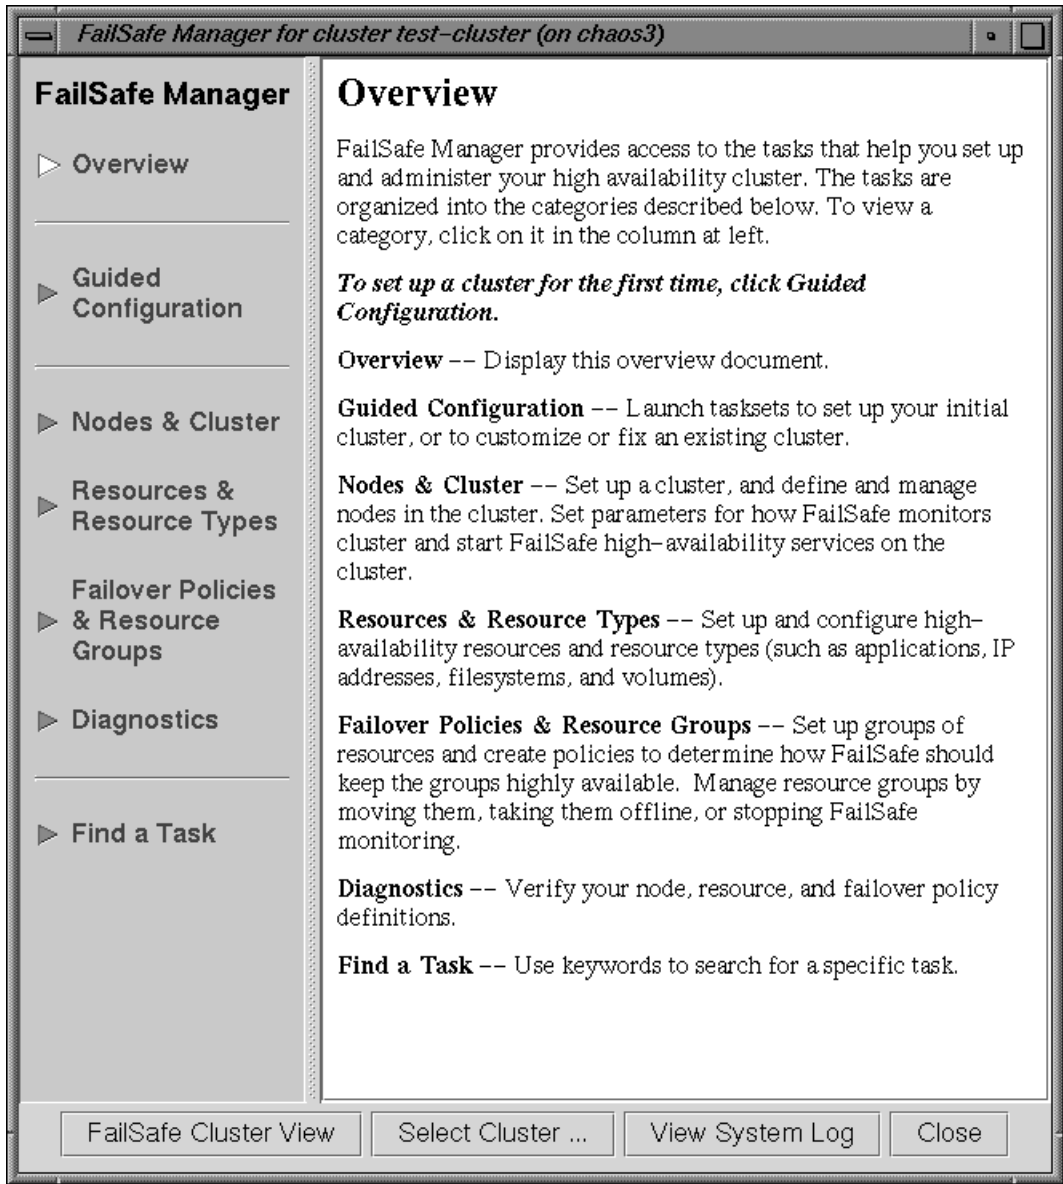 FailSafe Manager for cluster test-cluster (on chaos3)
FailSafe Manager
Overview
Guided
Configuration
Nodes & Cluster
Resources &
Resource Types
Failover Policies
& Resource
Groups
Diagnostics
Find a Task
Overview
FailSafe Manager provides access to the tasks that help you set up
and administer your high availability cluster. The tasks are
organized into the categories described below. To view a
category, click on it in the column at left.
To set up a cluster for the first time, click Guided
Configuration.
Overview -- Display this overview document.
Guided Configuration -- Launch tasksets to set up your initial
cluster, or to customize or fix an existing cluster.
Nodes & Cluster -- Set up a cluster, and define and manage
nodes in the cluster. Set parameters for how FailSafe monitors
cluster and start FailSafe high-availability services on the
cluster.
Resources & Resource Types -- Set up and configure high-
availability resources and resource types (such as applications, IP
addresses, filesystems, and volumes).
Failover Policies & Resource Groups -- Set up groups of
resources and create policies to determine how FailSafe should
keep the groups highly available.  Manage resource groups by
moving them, taking them offline, or stopping FailSafe
monitoring.
Diagnostics -- Verify your node, resource, and failover policy
definitions.
Find a Task -- Use keywords to search for a specific task.
FailSafe Cluster View
Select Cluster ...
View System Log
Close